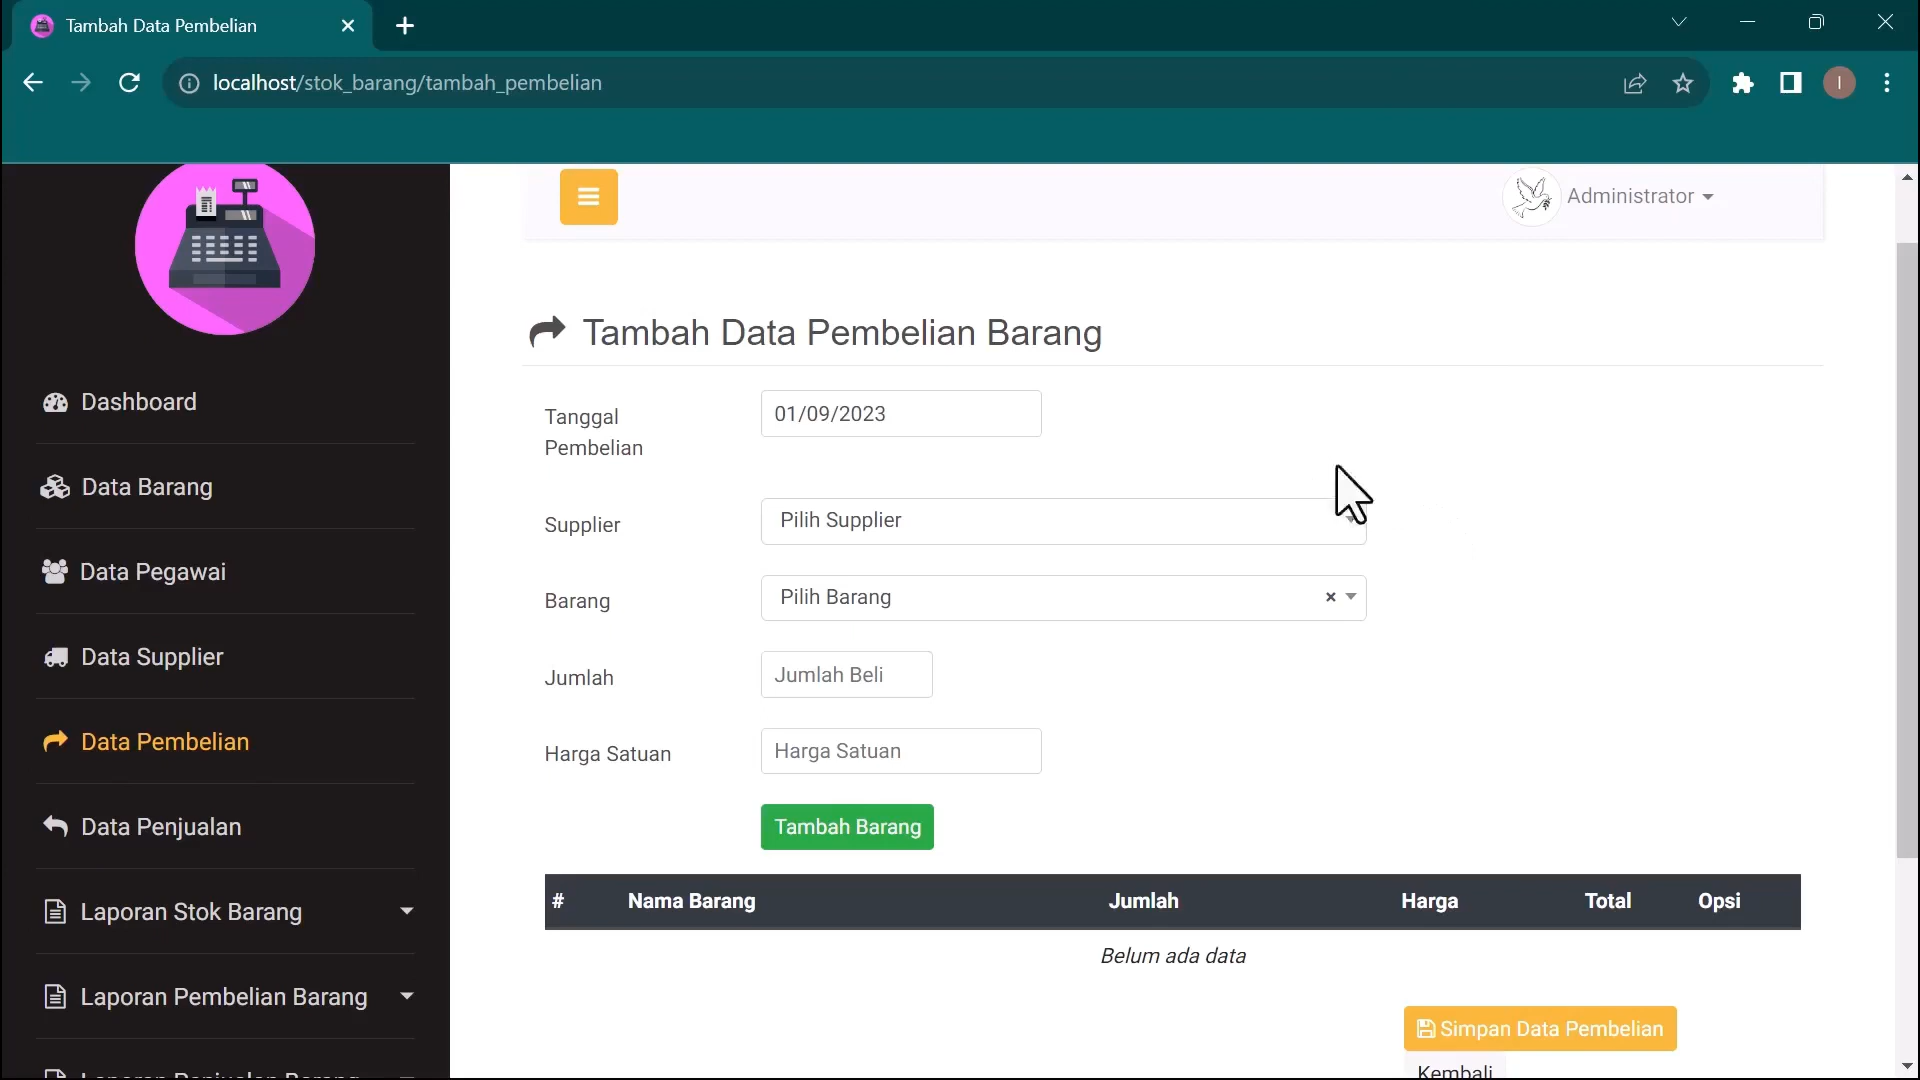 Tambah Data Pembelian
localhost/stok_barang/tambah_pembelian
I
Administrator
Dashboard
Data Barang
Data Pegawai
Data Supplier
Data Pembelian
Data Penjualan
Laporan Stok Barang
Laporan Pembelian Barang
Laporan Penjualan Barang
Tambah Data Pembelian Barang
Tanggal Pembelian
01/09/2023
Supplier
Pilih Supplier
Barang
Pilih Barang ×
Jumlah
Jumlah Beli
Harga Satuan
Harga Satuan
Tambah Barang
# Nama Barang Jumlah Harga Total Opsi
Belum ada data
Simpan Data Pembelian
Kembali